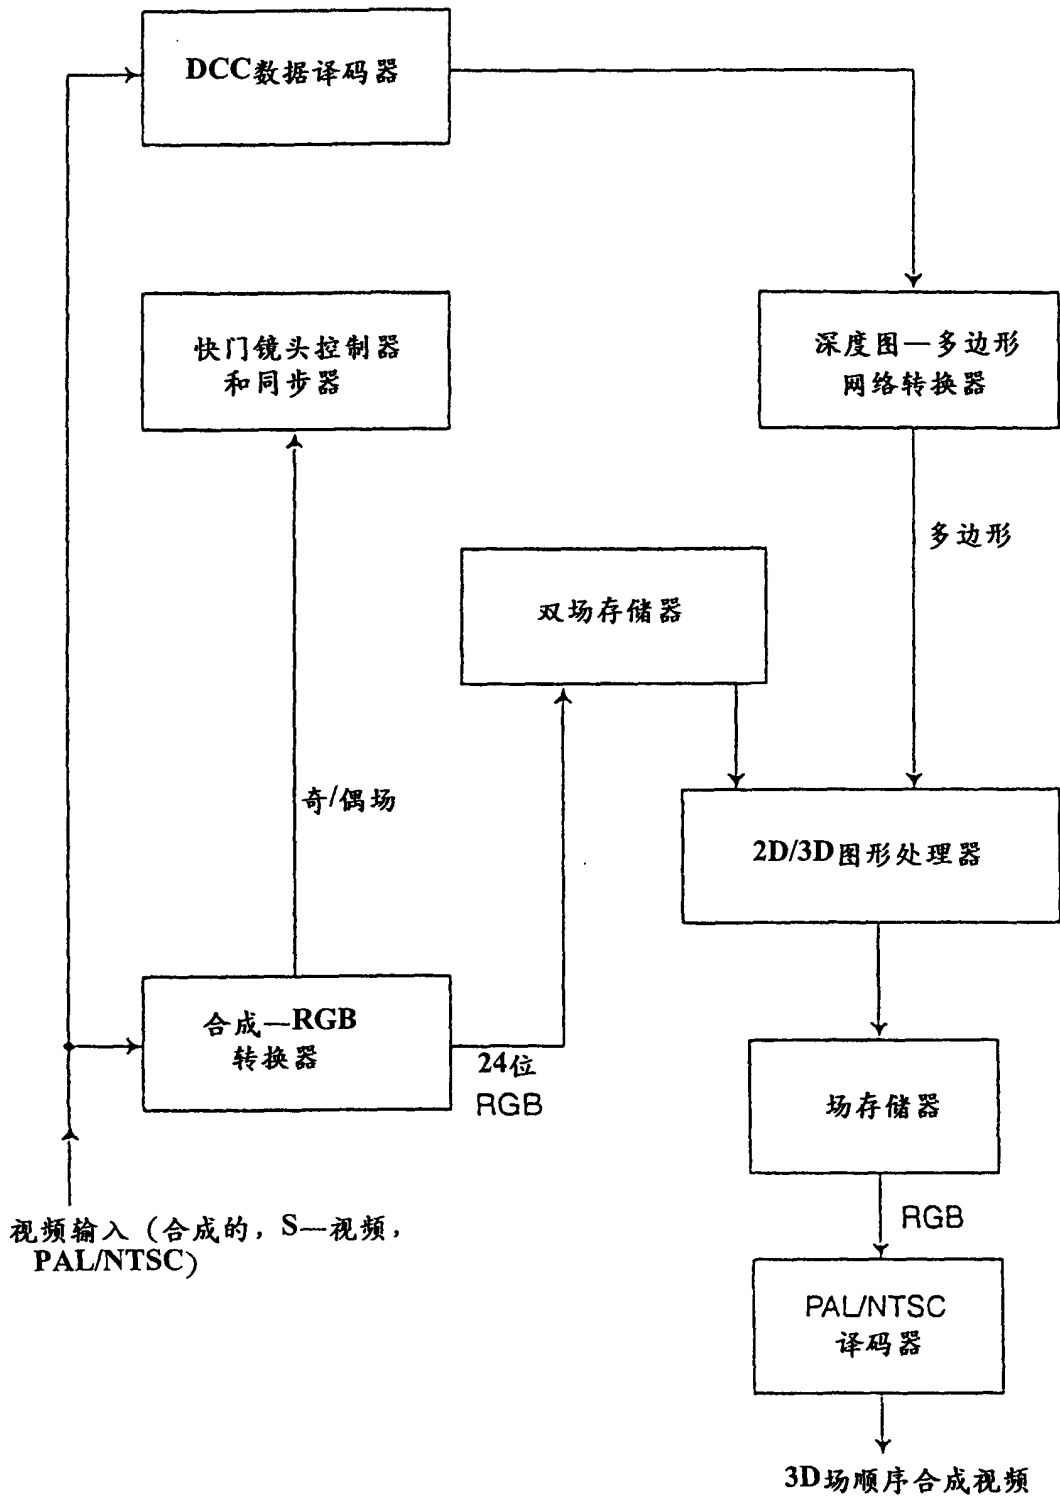 DCC数据译码器
快门镜头控制器
和同步器
深度图—多边形
网络转换器
多边形
双场存储器
奇/偶场
2D/3D图形处理器
合成—RGB
转换器
24位
RGB
场存储器
视频输入（合成的，S—视频，
PAL/NTSC）
RGB
PAL/NTSC
译码器
3D场顺序合成视频